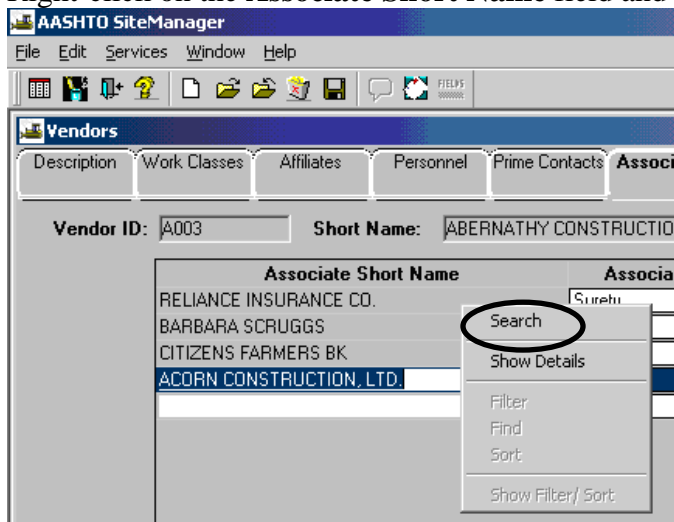 Right-click on the Associate Short Name field and
AASHTO SiteManager
File Edit Services Window Help
FIELDS
Vendors
Description Work Classes Affiliates Personnel Prime Contacts Associ
Vendor ID: A003 Short Name: ABERNATHY CONSTRUCTIO
Associate Short Name Associa
RELIANCE INSURANCE CO. Surety
BARBARA SCRUGGS
CITIZENS FARMERS BK
ACORN CONSTRUCTION, LTD.
Search
Show Details
Filter
Find
Sort
Show Filter/ Sort